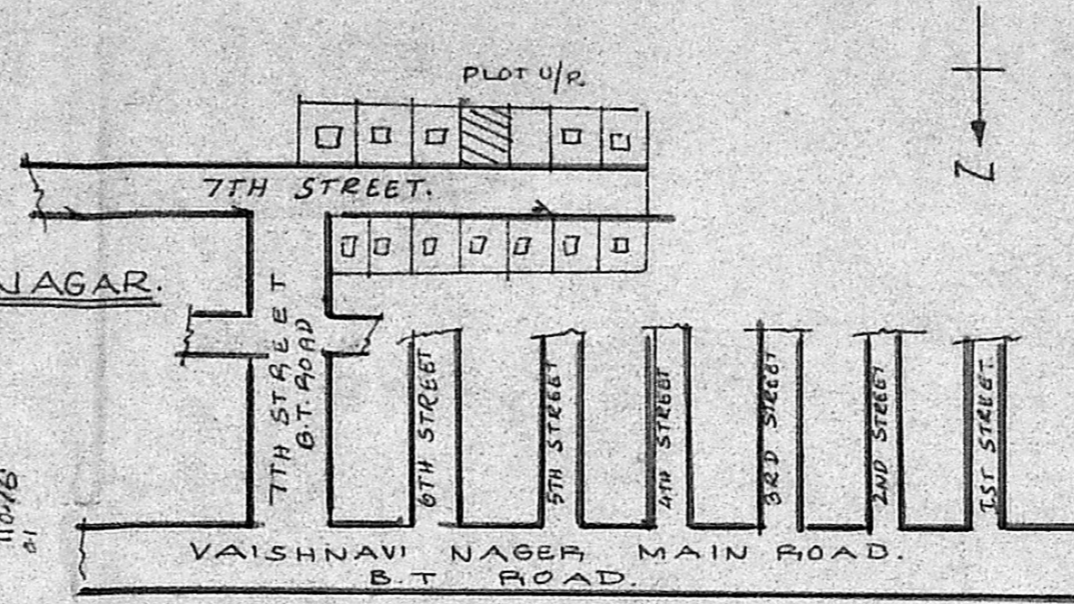 PLOT U/R
7TH STREET.
NAGAR.
7TH STREET
B.T. ROAD
6TH STREET
5TH STREET
4TH STREET
3RD STREET
2ND STREET
1ST STREET.
VAISHNAVI NAGER MAIN ROAD.
B.T ROAD.